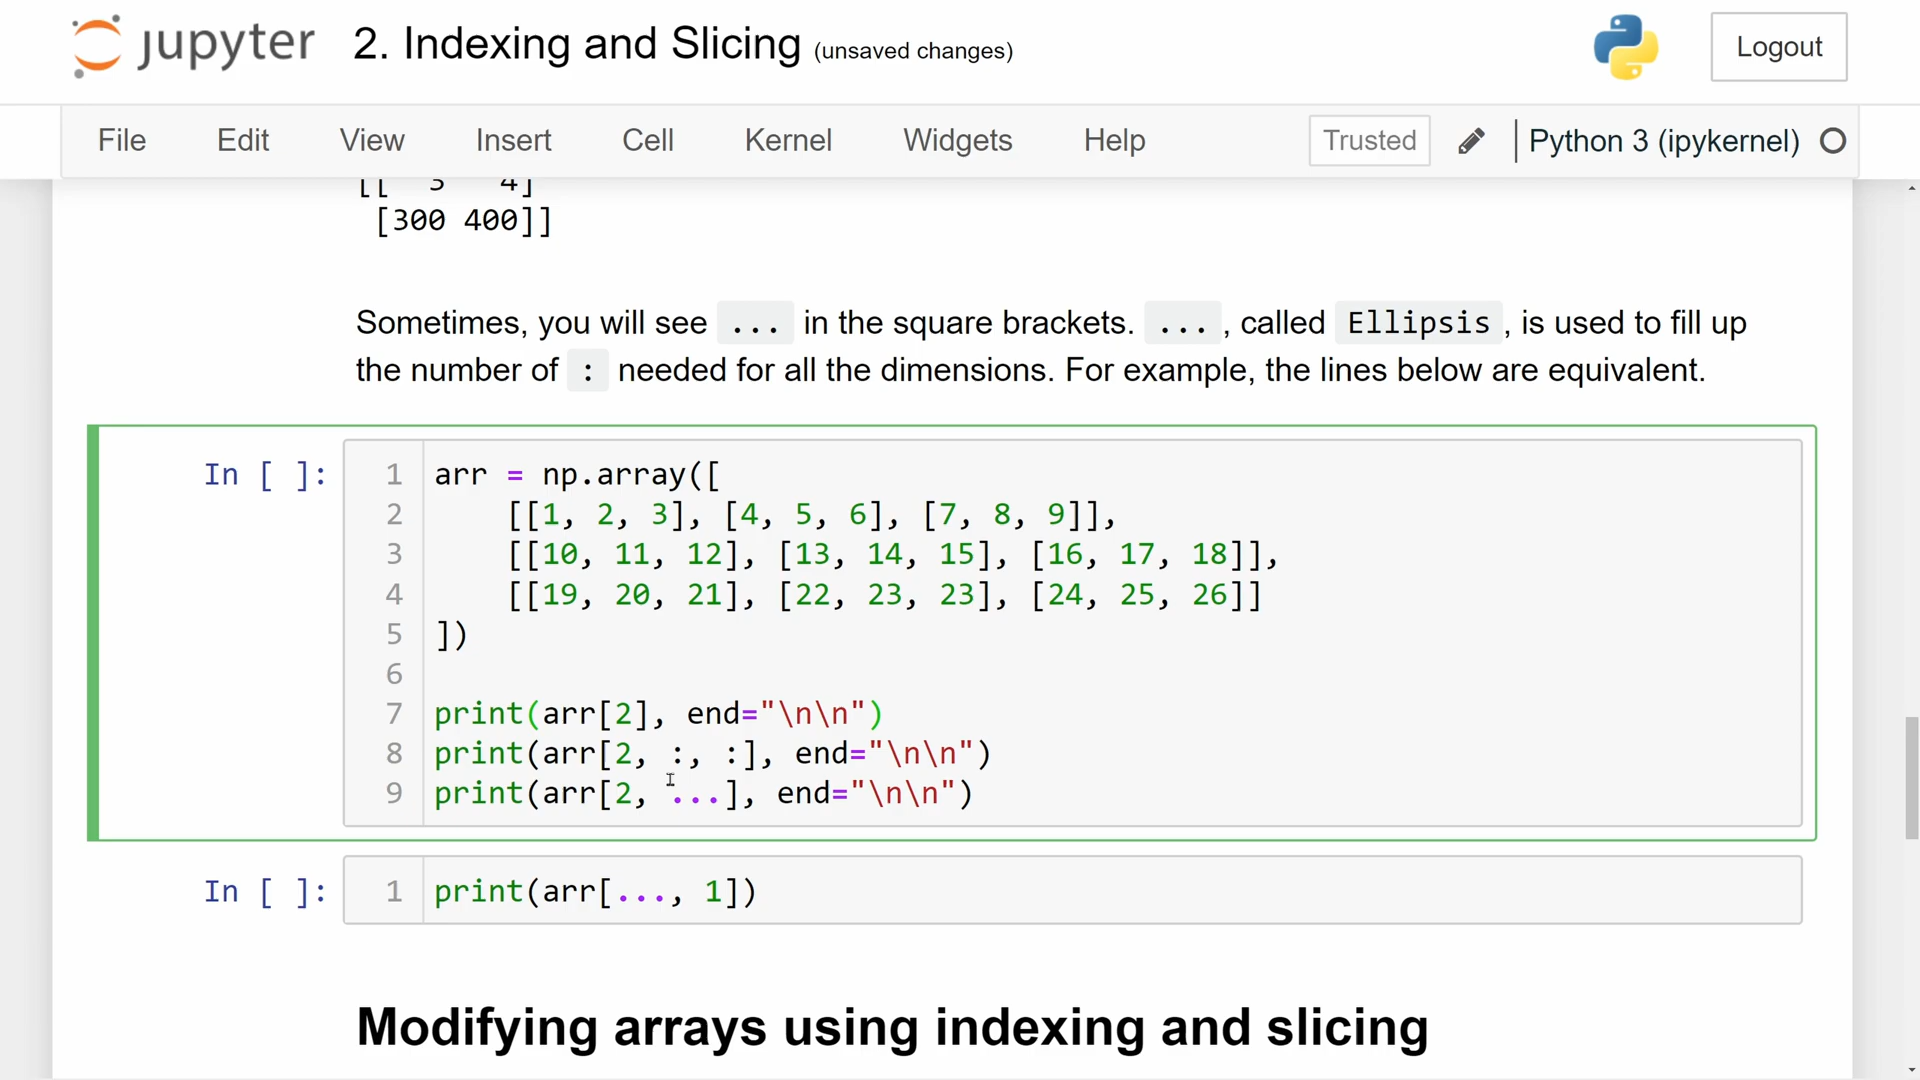 jupyter 2. Indexing and Slicing (unsaved changes) Logout
File Edit View Insert Cell Kernel Widgets Help Trusted Python 3 (ipykernel)
[[  3   4]
 [300 400]]
Sometimes, you will see ... in the square brackets. ..., called Ellipsis, is used to fill up
the number of : needed for all the dimensions. For example, the lines below are equivalent.
In [ ]: 1 arr = np.array([
2     [[1, 2, 3], [4, 5, 6], [7, 8, 9]],
3     [[10, 11, 12], [13, 14, 15], [16, 17, 18]],
4     [[19, 20, 21], [22, 23, 23], [24, 25, 26]]
5 ])
6
7 print(arr[2], end="\n\n")
8 print(arr[2, :, :], end="\n\n")
9 print(arr[2, ...], end="\n\n")
In [ ]: 1 print(arr[..., 1])
Modifying arrays using indexing and slicing